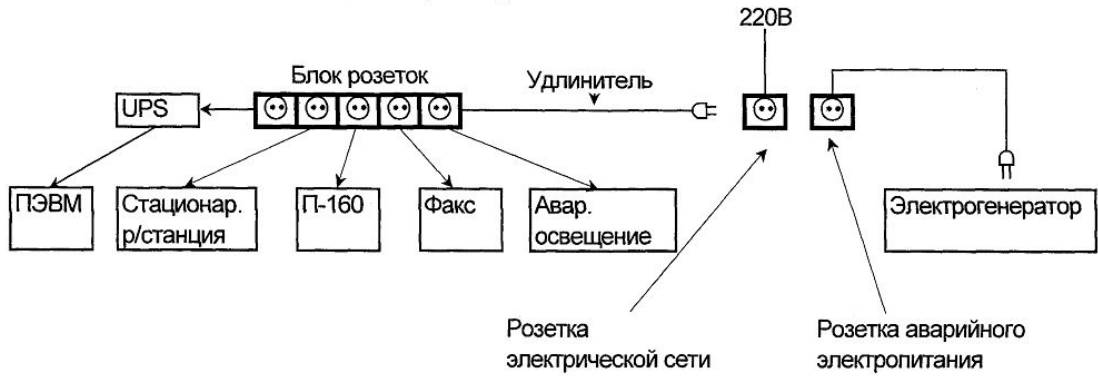 220В
Блок розеток
Удлинитель
UPS
ПЭВМ
Стационар.
р/станция
П-160
Факс
Авар.
освещение
Электрогенератор
Розетка
электрической сети
Розетка аварийного
электропитания